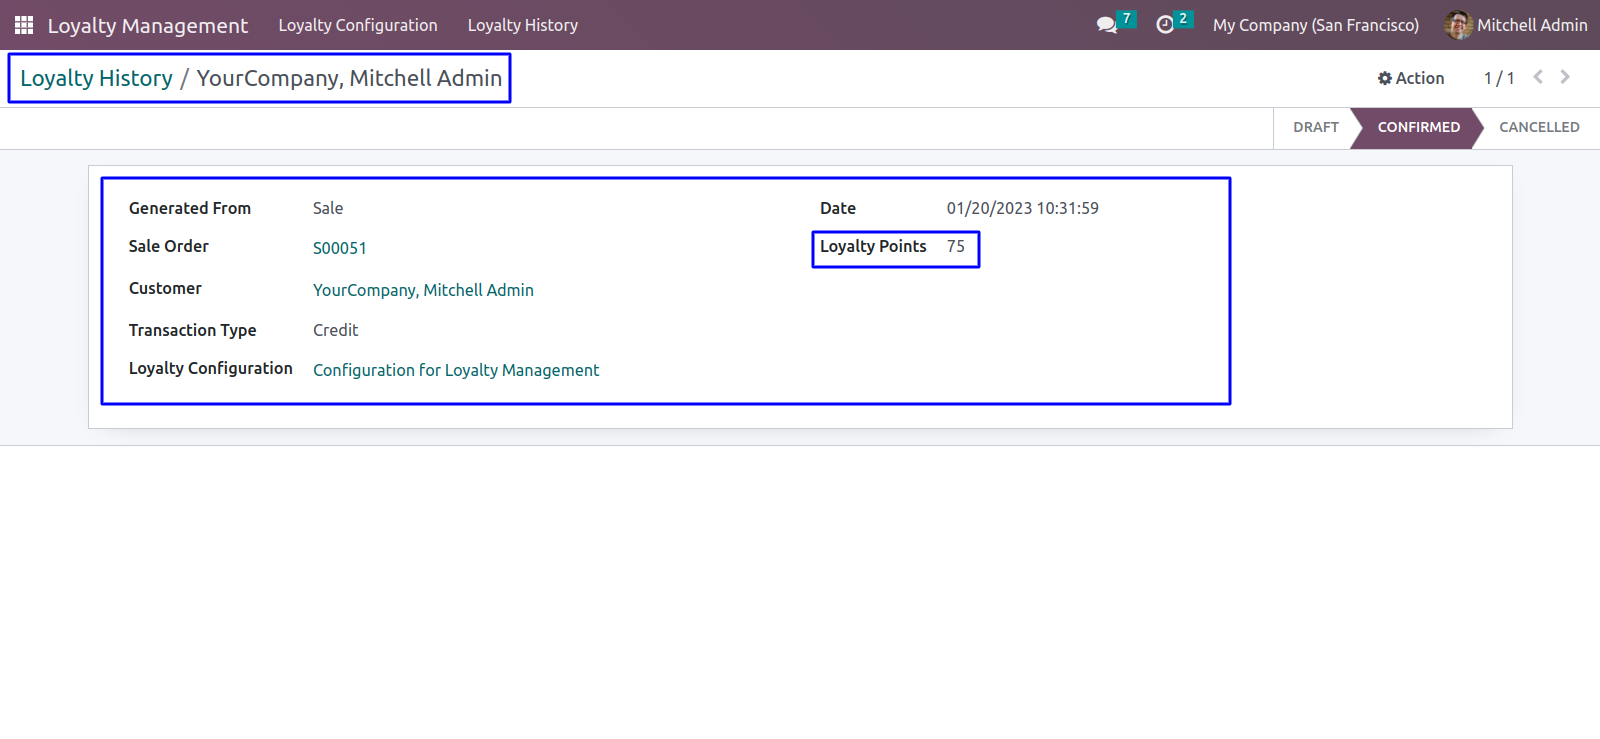 Loyalty Management Loyalty Configuration Loyalty History 7 2 My Company (San Francisco) Mitchell Admin
Loyalty History / YourCompany, Mitchell Admin Action 1 / 1
DRAFT CONFIRMED CANCELLED
Generated From Sale Date 01/20/2023 10:31:59
Sale Order S00051 Loyalty Points 75
Customer YourCompany, Mitchell Admin
Transaction Type Credit
Loyalty Configuration Configuration for Loyalty Management